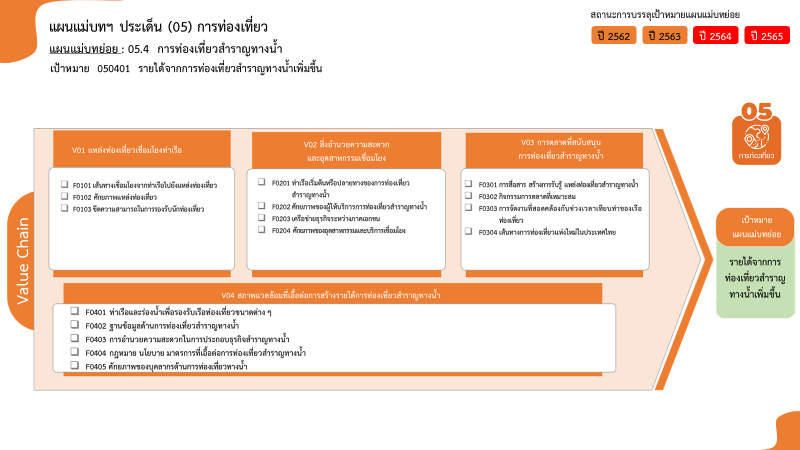 แผนแม่บทฯ ประเด็น (05) การท่องเที่ยว
แผนแม่บทย่อย : 05.4 การท่องเที่ยวสำราญทางน้ำ
เป้าหมาย 050401 รายได้จากการท่องเที่ยวสำราญทางน้ำเพิ่มขึ้น
สถานะการบรรลุเป้าหมายแผนแม่บทย่อย
ปี 2562 ปี 2563 ปี 2564 ปี 2565
05
การท่องเที่ยว
Value Chain
V01 แหล่งท่องเที่ยวเชื่อมโยงท่าเรือ
❑ F0101 เส้นทางเชื่อมโยงจากท่าเรือไปยังแหล่งท่องเที่ยว
❑ F0102 ศักยภาพแหล่งท่องเที่ยว
❑ F0103 ขีดความสามารถในการรองรับนักท่องเที่ยว
V02 สิ่งอำนวยความสะดวก
และอุตสาหกรรมเชื่อมโยง
❑ F0201 ท่าเรือเริ่มต้นหรือปลายทางของการท่องเที่ยว
สำราญทางน้ำ
❑ F0202 ศักยภาพของผู้ให้บริการการท่องเที่ยวสำราญทางน้ำ
❑ F0203 เครือข่ายธุรกิจระหว่างภาคเอกชน
❑ F0204 ศักยภาพของอุตสาหกรรมและบริการเชื่อมโยง
V03 การตลาดที่สนับสนุน
การท่องเที่ยวสำราญทางน้ำ
❑ F0301 การสื่อสาร สร้างการรับรู้ แหล่งท่องเที่ยวสำราญทางน้ำ
❑ F0302 กิจกรรมการตลาดที่เหมาะสม
❑ F0303 การจัดงานที่สอดคล้องกับช่วงเวลาเทียบท่าของเรือ
ท่องเที่ยว
❑ F0304 เส้นทางการท่องเที่ยวแห่งใหม่ในประเทศไทย
V04 สภาพแวดล้อมที่เอื้อต่อการสร้างรายได้การท่องเที่ยวสำราญทางน้ำ
❑ F0401 ท่าเรือและร่องน้ำเพื่อรองรับเรือท่องเที่ยวขนาดต่าง ๆ
❑ F0402 ฐานข้อมูลด้านการท่องเที่ยวสำราญทางน้ำ
❑ F0403 การอำนวยความสะดวกในการประกอบธุรกิจสำราญทางน้ำ
❑ F0404 กฎหมาย นโยบาย มาตรการที่เอื้อต่อการท่องเที่ยวสำราญทางน้ำ
❑ F0405 ศักยภาพของบุคลากรด้านการท่องเที่ยวทางน้ำ
เป้าหมาย
แผนแม่บทย่อย
รายได้จากการ
ท่องเที่ยวสำราญ
ทางน้ำเพิ่มขึ้น